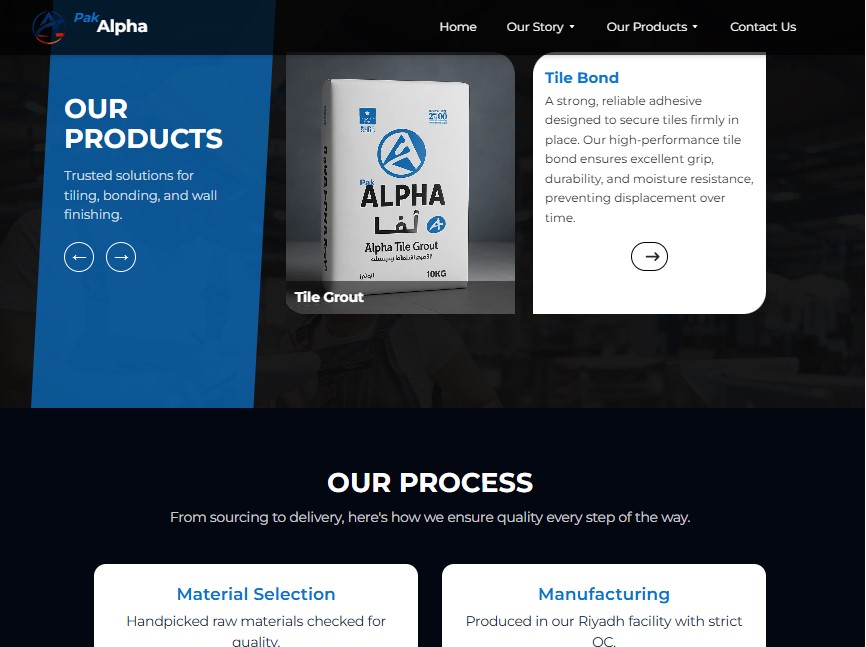 Pak
Alpha
Home
Our Story
Our Products
Contact Us
OUR
PRODUCTS
Trusted solutions for
tiling, bonding, and wall
finishing.
Pak
ALPHA
ألفا
Alpha Tile Grout
10KG
Tile Grout
Tile Bond
A strong, reliable adhesive
designed to secure tiles firmly in
place. Our high-performance tile
bond ensures excellent grip,
durability, and moisture resistance,
preventing displacement over
time.
OUR PROCESS
From sourcing to delivery, here's how we ensure quality every step of the way.
Material Selection
Handpicked raw materials checked for
quality.
Manufacturing
Produced in our Riyadh facility with strict
QC.